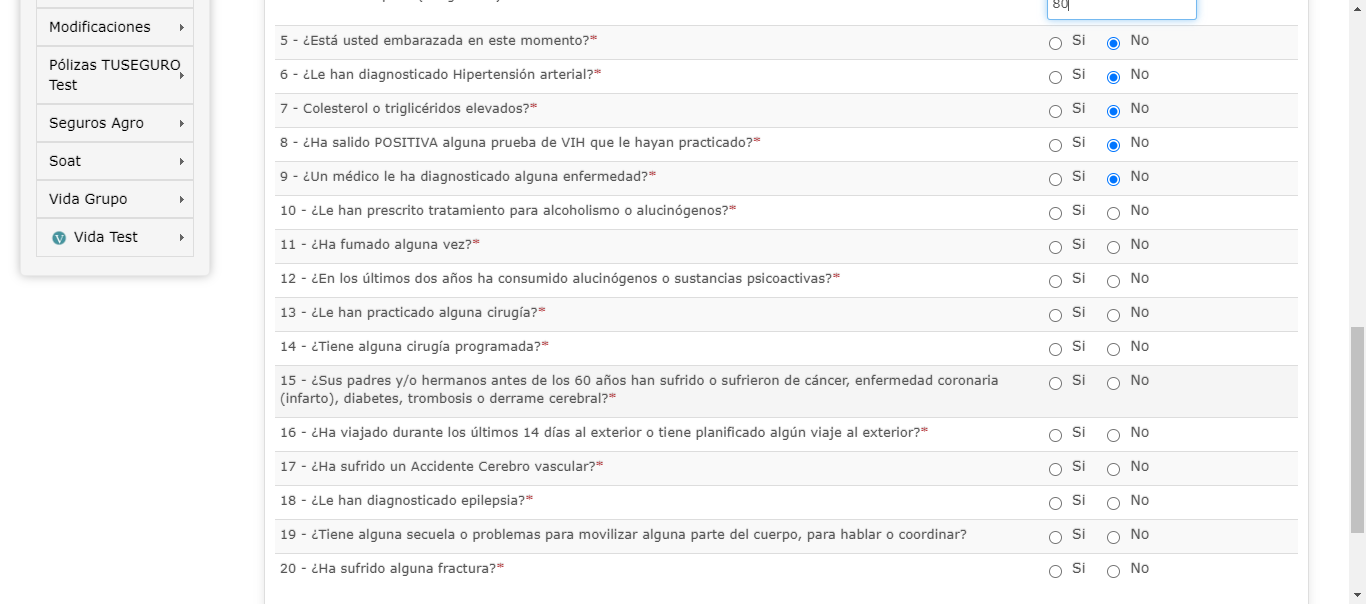 80
Modificaciones
Pólizas TUSEGURO
Test
Seguros Agro
Soat
Vida Grupo
Vida Test
5 - ¿Está usted embarazada en este momento?* Si No
6 - ¿Le han diagnosticado Hipertensión arterial?* Si No
7 - Colesterol o triglicéridos elevados?* Si No
8 - ¿Ha salido POSITIVA alguna prueba de VIH que le hayan practicado?* Si No
9 - ¿Un médico le ha diagnosticado alguna enfermedad?* Si No
10 - ¿Le han prescrito tratamiento para alcoholismo o alucinógenos?* Si No
11 - ¿Ha fumado alguna vez?* Si No
12 - ¿En los últimos dos años ha consumido alucinógenos o sustancias psicoactivas?* Si No
13 - ¿Le han practicado alguna cirugía?* Si No
14 - ¿Tiene alguna cirugía programada?* Si No
15 - ¿Sus padres y/o hermanos antes de los 60 años han sufrido o sufrieron de cáncer, enfermedad coronaria Si No
(infarto), diabetes, trombosis o derrame cerebral?*
16 - ¿Ha viajado durante los últimos 14 días al exterior o tiene planificado algún viaje al exterior?* Si No
17 - ¿Ha sufrido un Accidente Cerebro vascular?* Si No
18 - ¿Le han diagnosticado epilepsia?* Si No
19 - ¿Tiene alguna secuela o problemas para movilizar alguna parte del cuerpo, para hablar o coordinar? Si No
20 - ¿Ha sufrido alguna fractura?* Si No